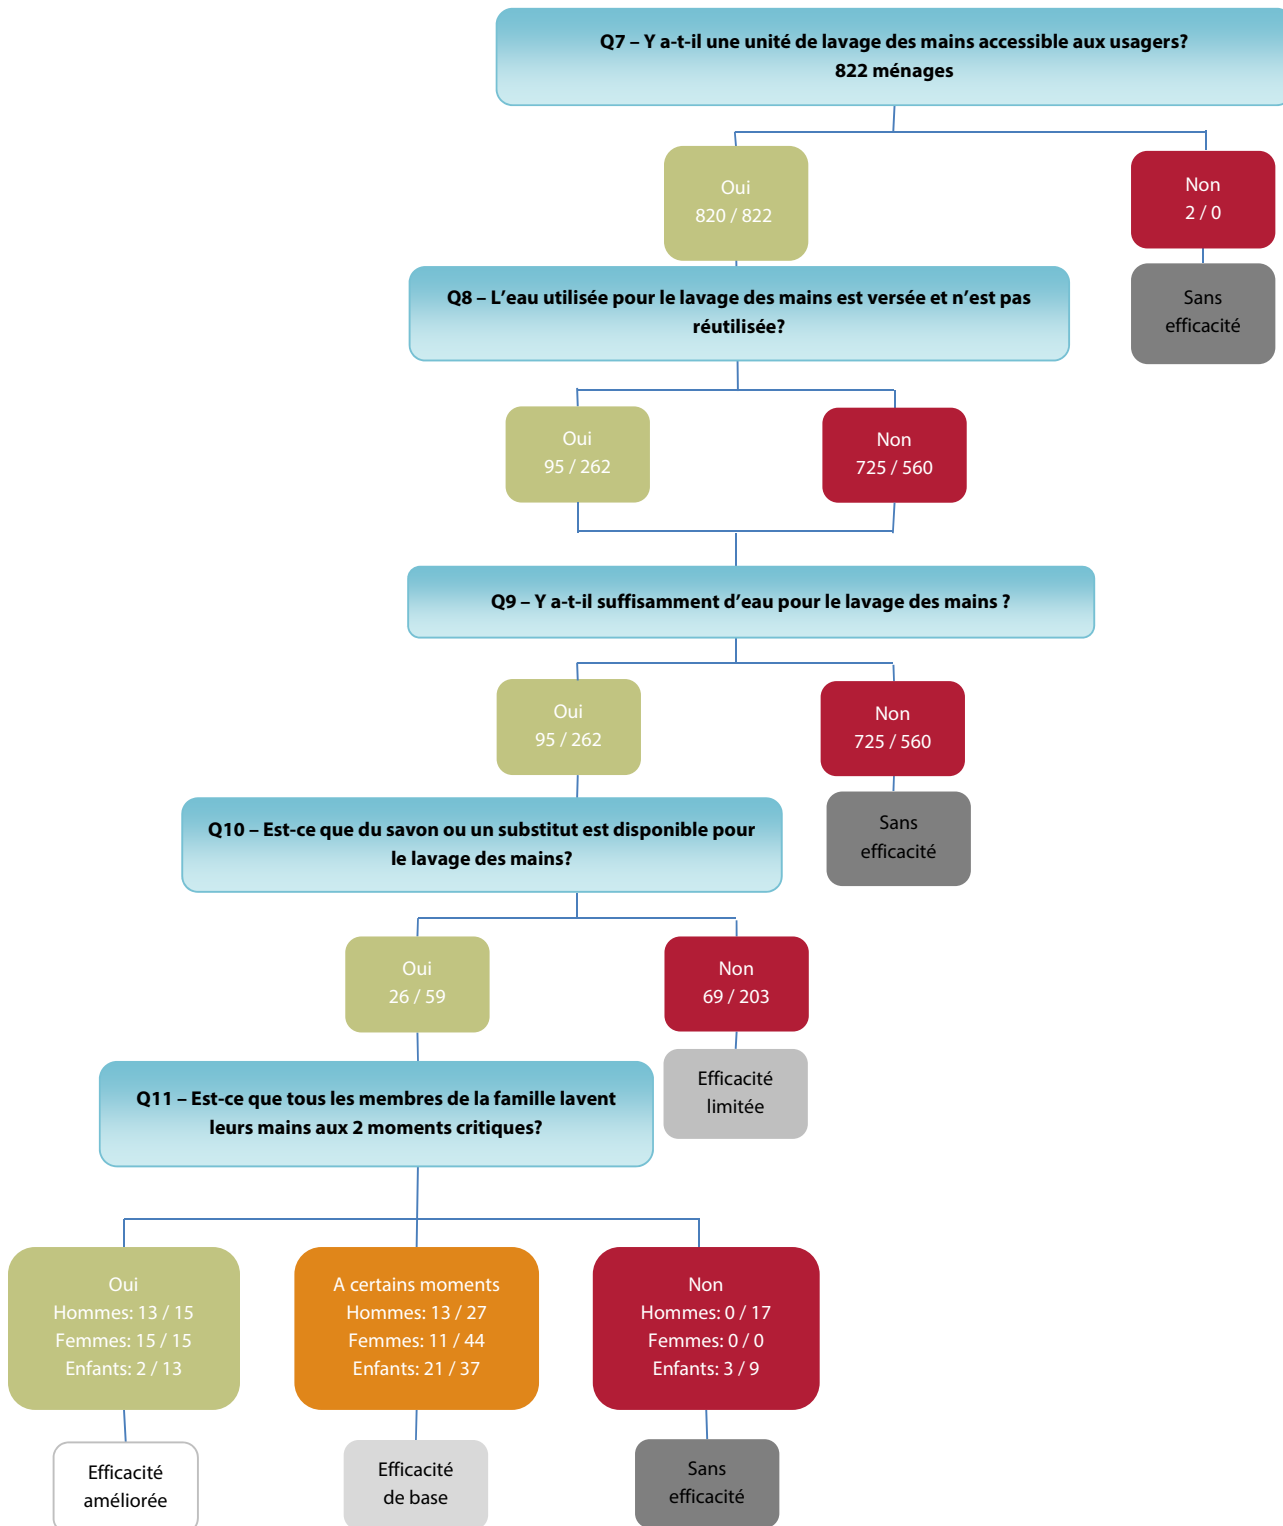 Q7 – Y a-t-il une unité de lavage des mains accessible aux usagers?
822 ménages
Oui
820 / 822
Non
2 / 0
Sans
efficacité
Q8 – L’eau utilisée pour le lavage des mains est versée et n’est pas
réutilisée?
Oui
95 / 262
Non
725 / 560
Q9 – Y a-t-il suffisamment d’eau pour le lavage des mains ?
Oui
95 / 262
Non
725 / 560
Sans
efficacité
Q10 – Est-ce que du savon ou un substitut est disponible pour
le lavage des mains?
Oui
26 / 59
Non
69 / 203
Efficacité
limitée
Q11 – Est-ce que tous les membres de la famille lavent
leurs mains aux 2 moments critiques?
Oui
Hommes: 13 / 15
Femmes: 15 / 15
Enfants: 2 / 13
A certains moments
Hommes: 13 / 27
Femmes: 11 / 44
Enfants: 21 / 37
Non
Hommes: 0 / 17
Femmes: 0 / 0
Enfants: 3 / 9
Efficacité
améliorée
Efficacité
de base
Sans
efficacité